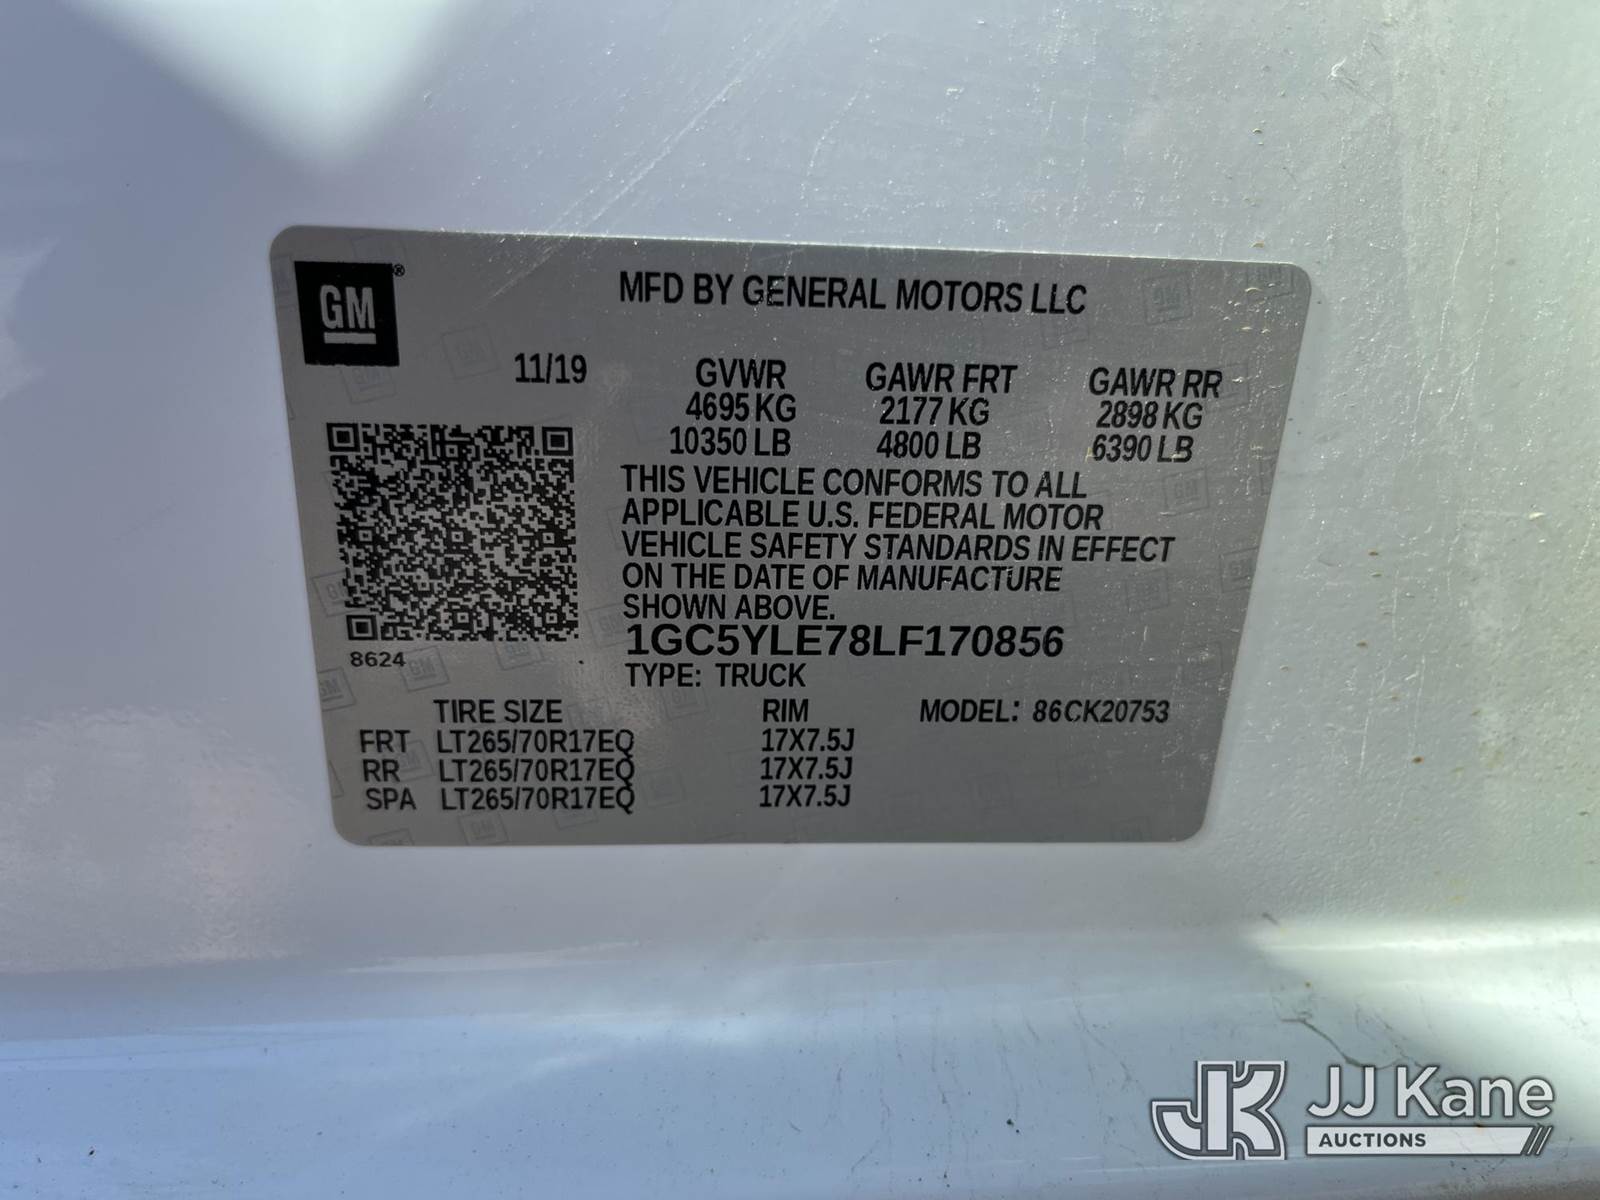 GM®
MFD BY GENERAL MOTORS LLC
11/19
GVWR GAWR FRT GAWR RR
4695 KG 2177 KG 2898 KG
10350 LB 4800 LB 6390 LB
THIS VEHICLE CONFORMS TO ALL
APPLICABLE U.S. FEDERAL MOTOR
VEHICLE SAFETY STANDARDS IN EFFECT
ON THE DATE OF MANUFACTURE
SHOWN ABOVE.
1GC5YLE78LF170856
8624
TYPE: TRUCK
TIRE SIZE RIM MODEL: 86CK20753
FRT LT265/70R17EQ 17X7.5J
RR LT265/70R17EQ 17X7.5J
SPA LT265/70R17EQ 17X7.5J
JK JJ Kane
AUCTIONS